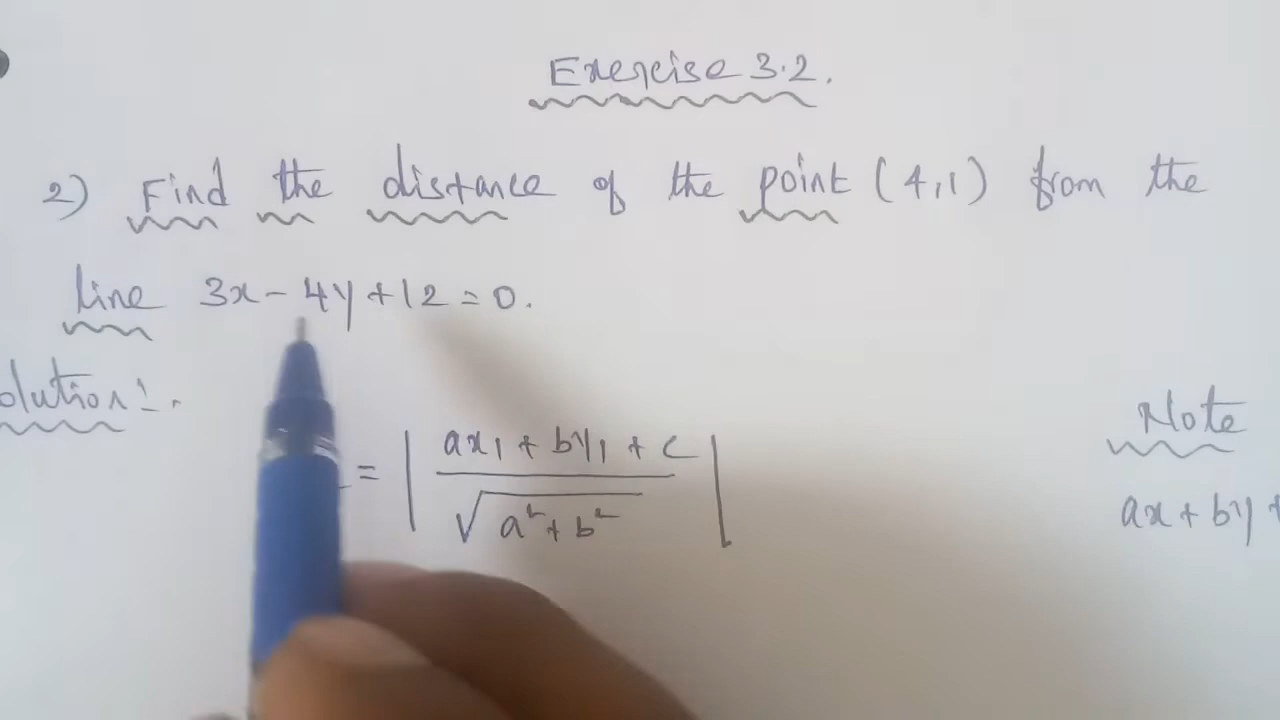 Exercise 3.2.
2) Find the distance of the point (4,1) from the
line 3x - 4y + 12 = 0.
olution:-.
Note
= | ax₁ + by₁ + c / √a² + b² |
ax + by +